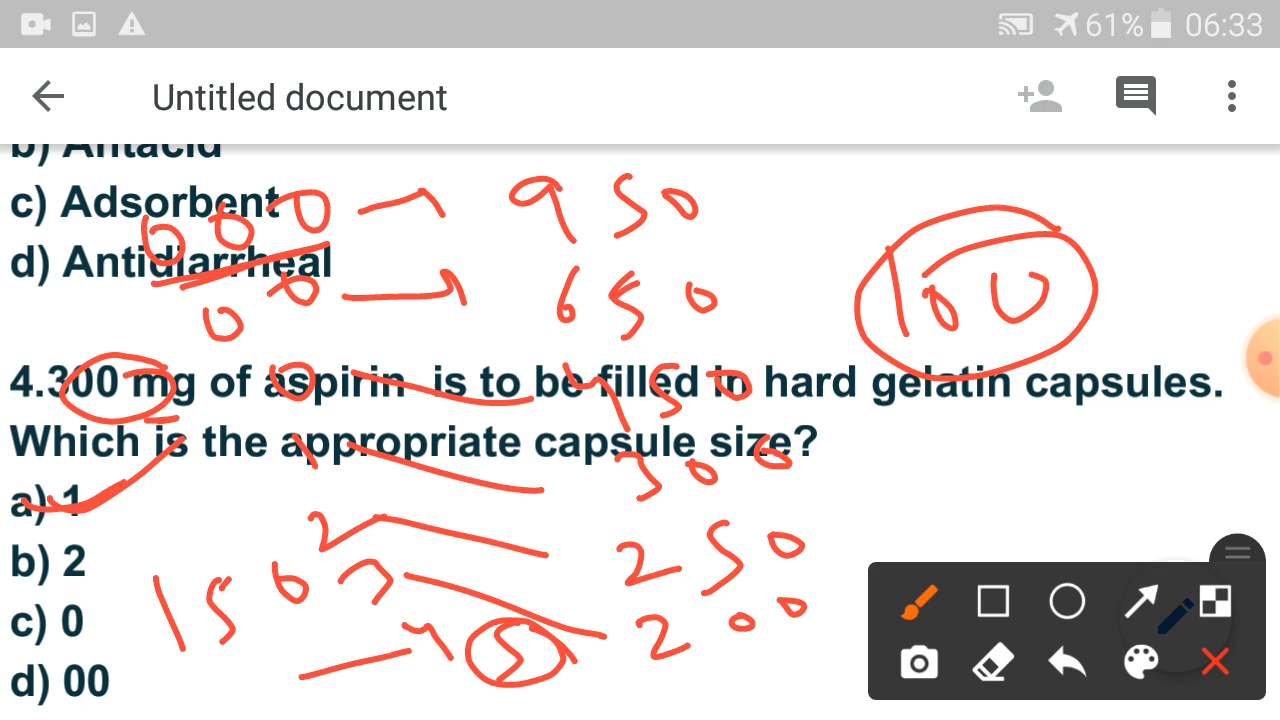 61% 06:33
Untitled document
b) Antacid
c) Adsorbent
000 → 950
d) Antidiarrheal
00 → 650
100
4.300 mg of aspirin is to be filled in hard gelatin capsules.
0 450
Which is the appropriate capsule size?
1 300
a) 1
2 250
b) 2
3 200
150 4
5
c) 0
d) 00